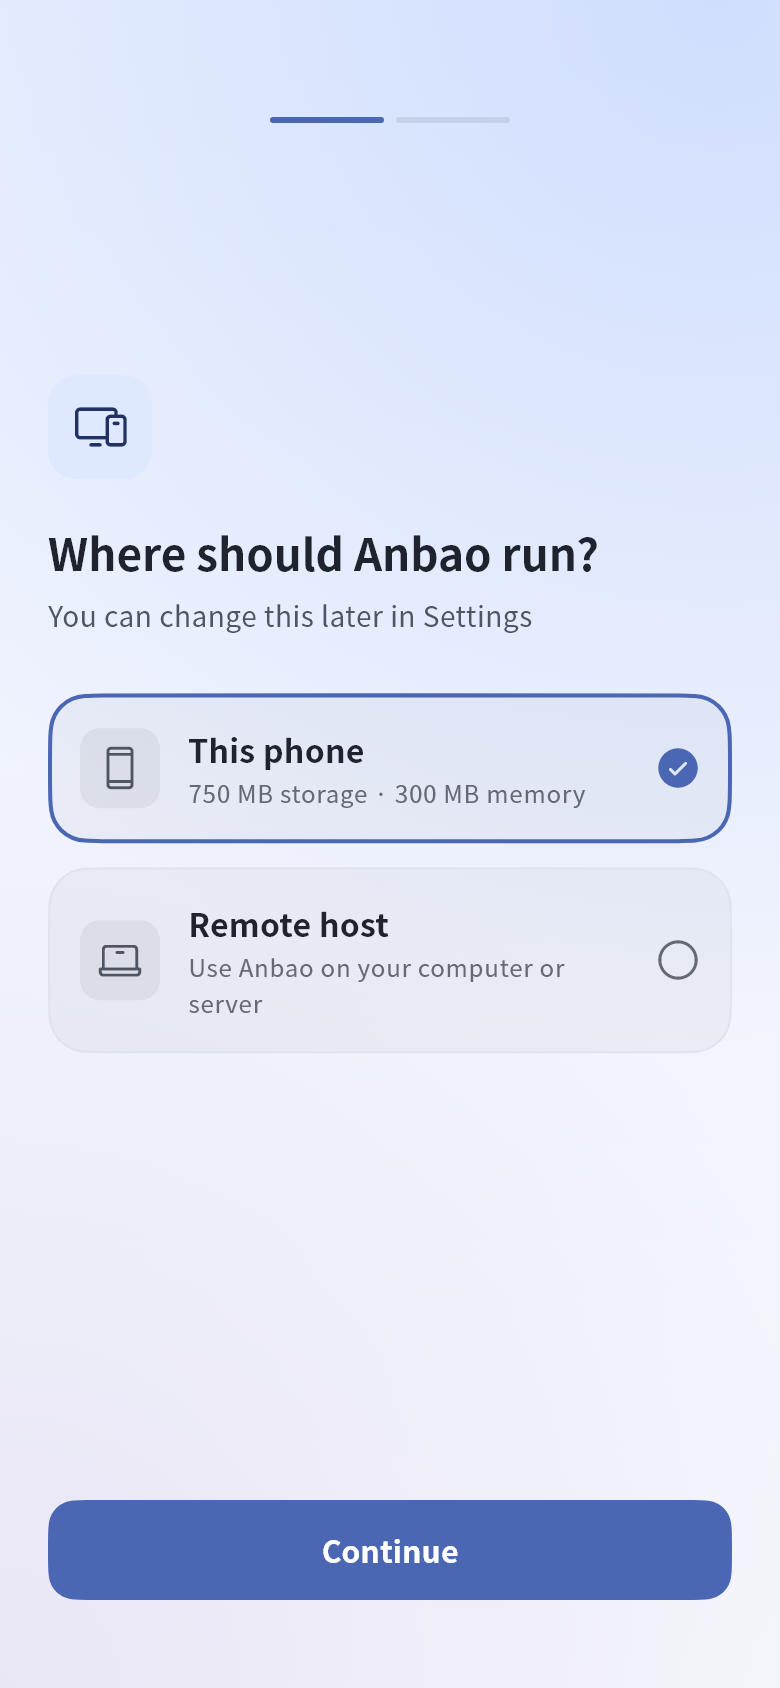 Where should Anbao run?
You can change this later in Settings
This phone
750 MB storage · 300 MB memory
Remote host
Use Anbao on your computer or
server
Continue